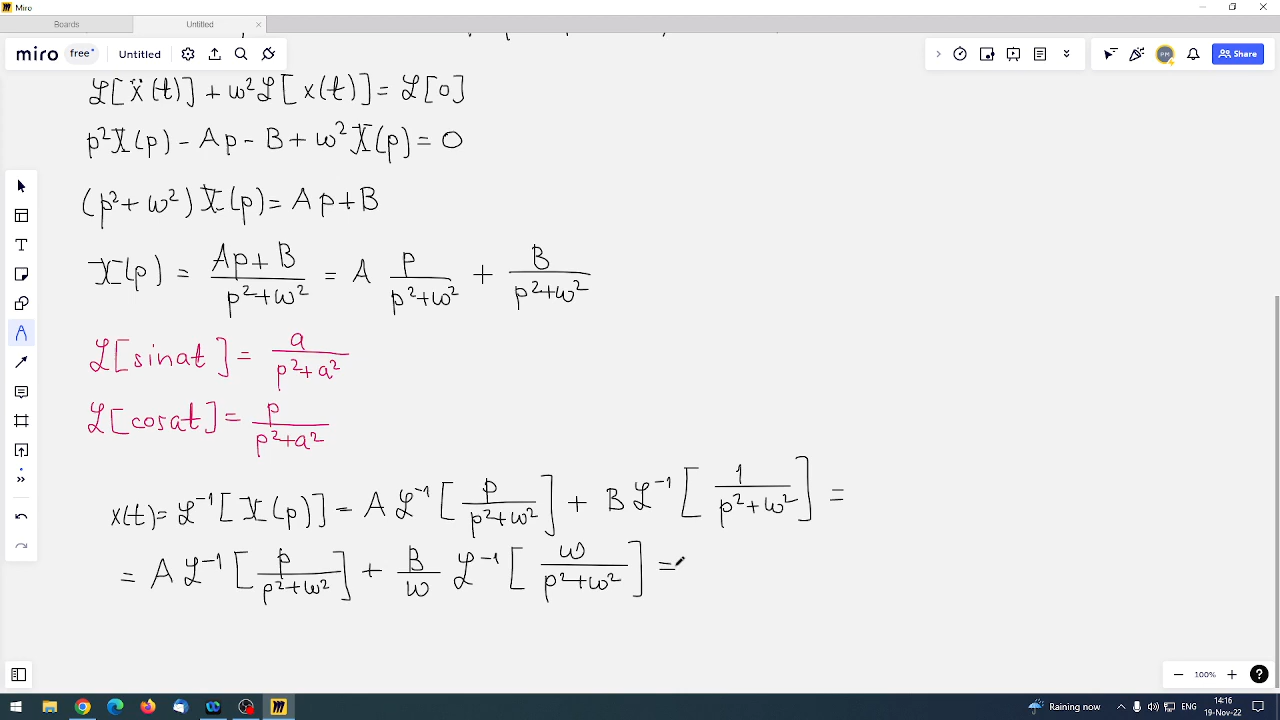 Miro
Boards
Untitled
miro free Untitled
Share
ℒ[ẍ(t)] + ω²ℒ[x(t)] = ℒ[0]
p²X(p) - Ap - B + ω²X(p) = 0
(p² + ω²)X(p) = Ap + B
X(p) = (Ap + B)/(p² + ω²) = A p/(p² + ω²) + B/(p² + ω²)
ℒ[sin at] = a/(p² + a²)
ℒ[cos at] = p/(p² + a²)
x(t) = ℒ⁻¹[X(p)] = A ℒ⁻¹[p/(p² + ω²)] + B ℒ⁻¹[1/(p² + ω²)] =
= A ℒ⁻¹[p/(p² + ω²)] + B/ω ℒ⁻¹[ω/(p² + ω²)] =
100%
Raining now
ENG
14:16
19-Nov-22